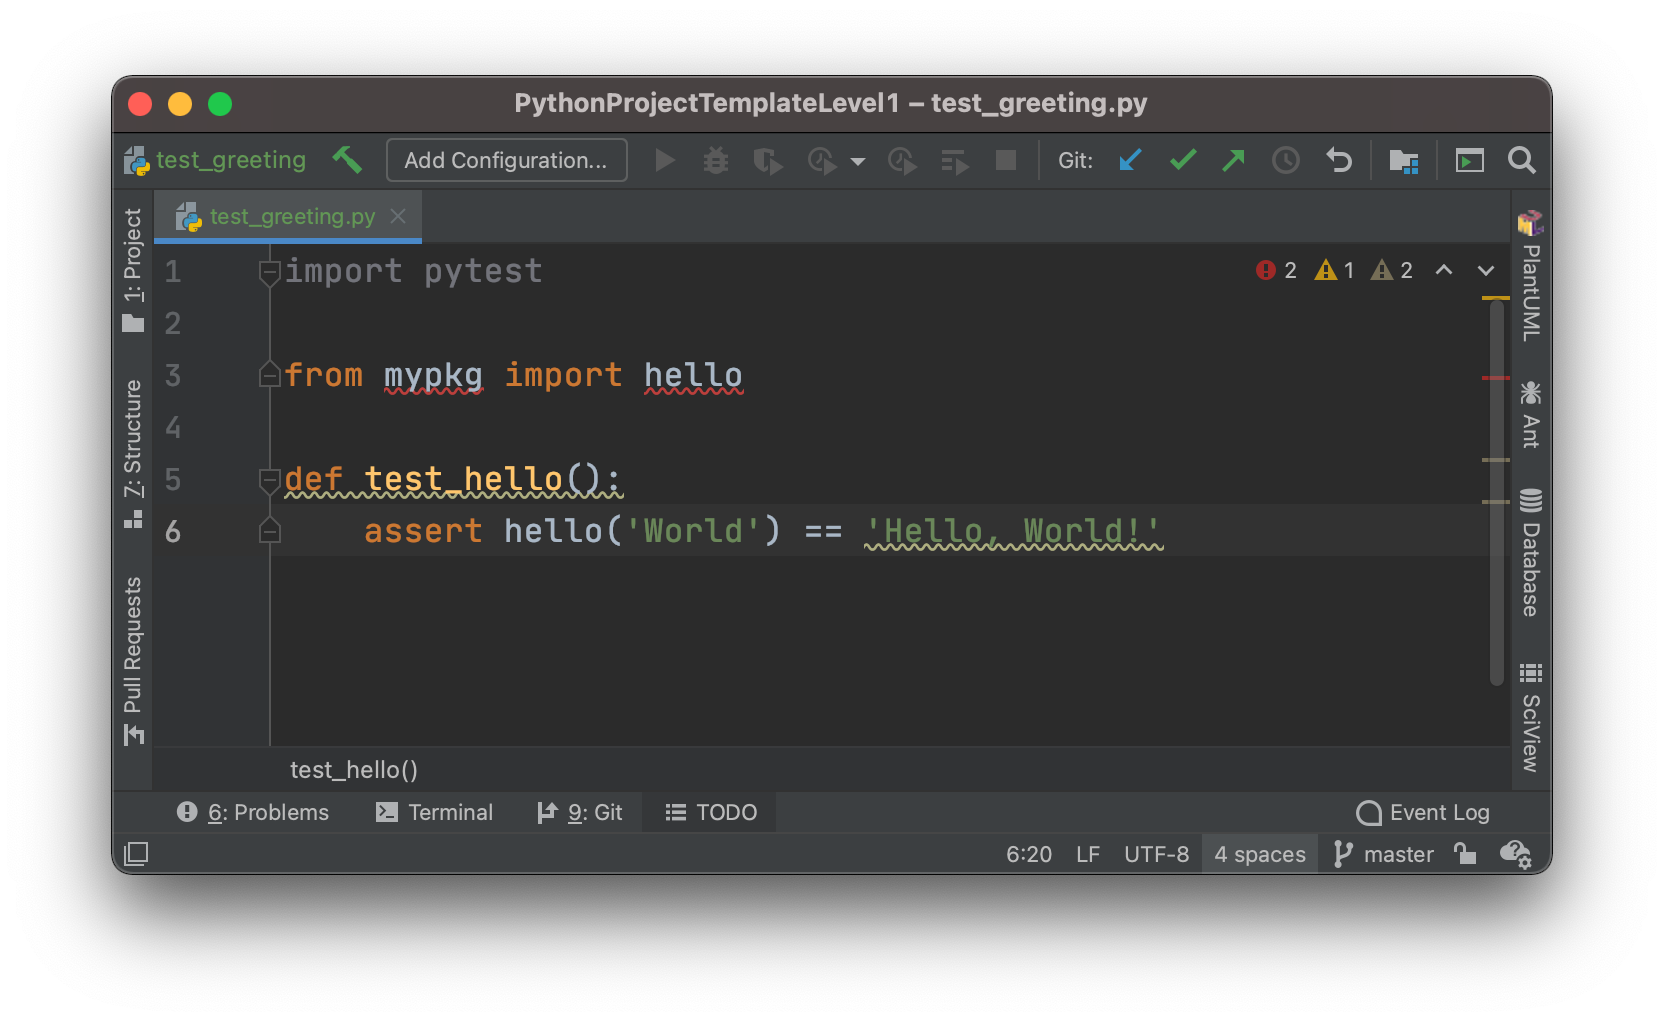 PythonProjectTemplateLevel1 – test_greeting.py
test_greeting
Add Configuration...
Git:
test_greeting.py
1: Project
7: Structure
Pull Requests
1 import pytest
2 1 2
2
3 from mypkg import hello
4
5 def test_hello():
6 assert hello('World') == 'Hello, World!'
PlantUML
Ant
Database
SciView
test_hello()
6: Problems
Terminal
9: Git
TODO
Event Log
6:20 LF UTF-8 4 spaces master